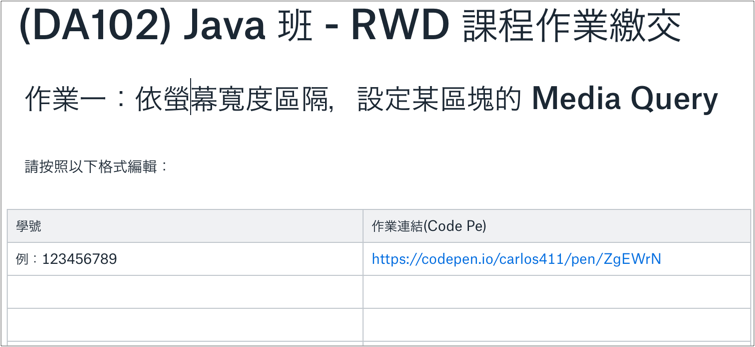 (DA102) Java 班 - RWD 課程作業繳交
作業一：依螢幕寬度區隔，設定某區塊的 Media Query
請按照以下格式編輯：
學號 作業連結(Code Pe)
例：123456789 https://codepen.io/carlos411/pen/ZgEWrN